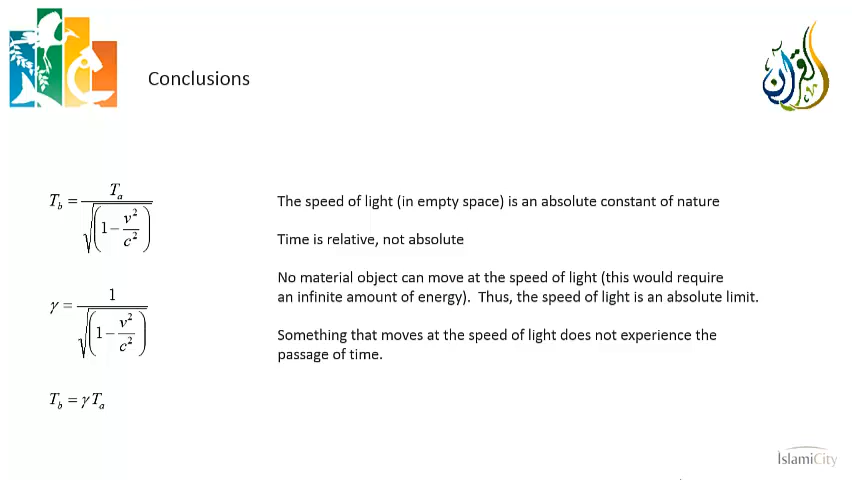 Conclusions
القرآن
T_b = T_a / √(1 − v²/c²)
The speed of light (in empty space) is an absolute constant of nature
Time is relative, not absolute
No material object can move at the speed of light (this would require
an infinite amount of energy). Thus, the speed of light is an absolute limit.
γ = 1 / √(1 − v²/c²)
Something that moves at the speed of light does not experience the
passage of time.
T_b = γ T_a
IslamiCity